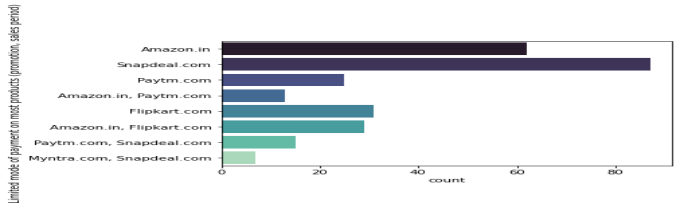 Limited mode of payment on most products (promotion, sales period)
Amazon.in
Snapdeal.com
Paytm.com
Amazon.in, Paytm.com
Flipkart.com
Amazon.in, Flipkart.com
Paytm.com, Snapdeal.com
Myntra.com, Snapdeal.com
0 20 40 60 80
count